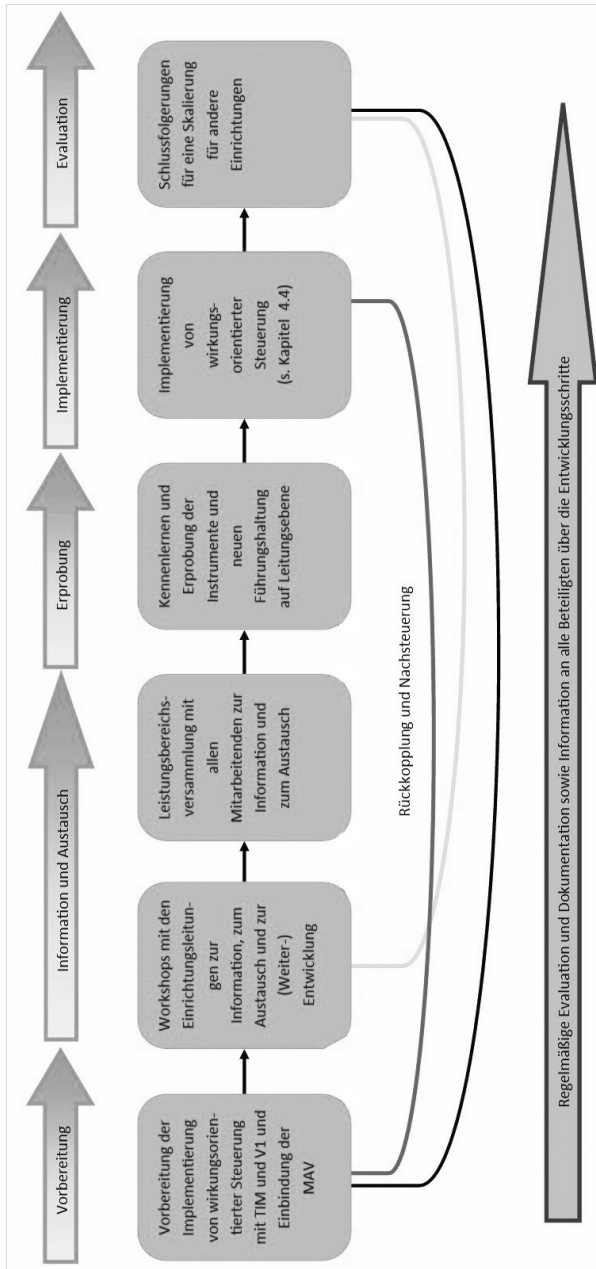 Vorbereitung
Information und Austausch
Erprobung
Implementierung
Evaluation
Vorbereitung der
Implementierung
von wirkungsorien-
tierter Steuerung
mit TIM und V1 und
Einbindung der
MAV
Workshops mit den
Einrichtungsleitun-
gen zur
Information, zum
Austausch und zur
(Weiter-)
Entwicklung
Leistungsbereichs-
versammlung mit
allen
Mitarbeitenden zur
Information und
zum Austausch
Kennenlernen und
Erprobung der
Instrumente und
neuen
Führungshaltung
auf Leitungsebene
Implementierung
von
wirkungs-
orientierter
Steuerung
(s. Kapitel 4.4)
Schlussfolgerungen
für eine Skalierung
für andere
Einrichtungen
Rückkopplung und Nachsteuerung
Regelmäßige Evaluation und Dokumentation sowie Information an alle Beteiligten über die Entwicklungsschritte